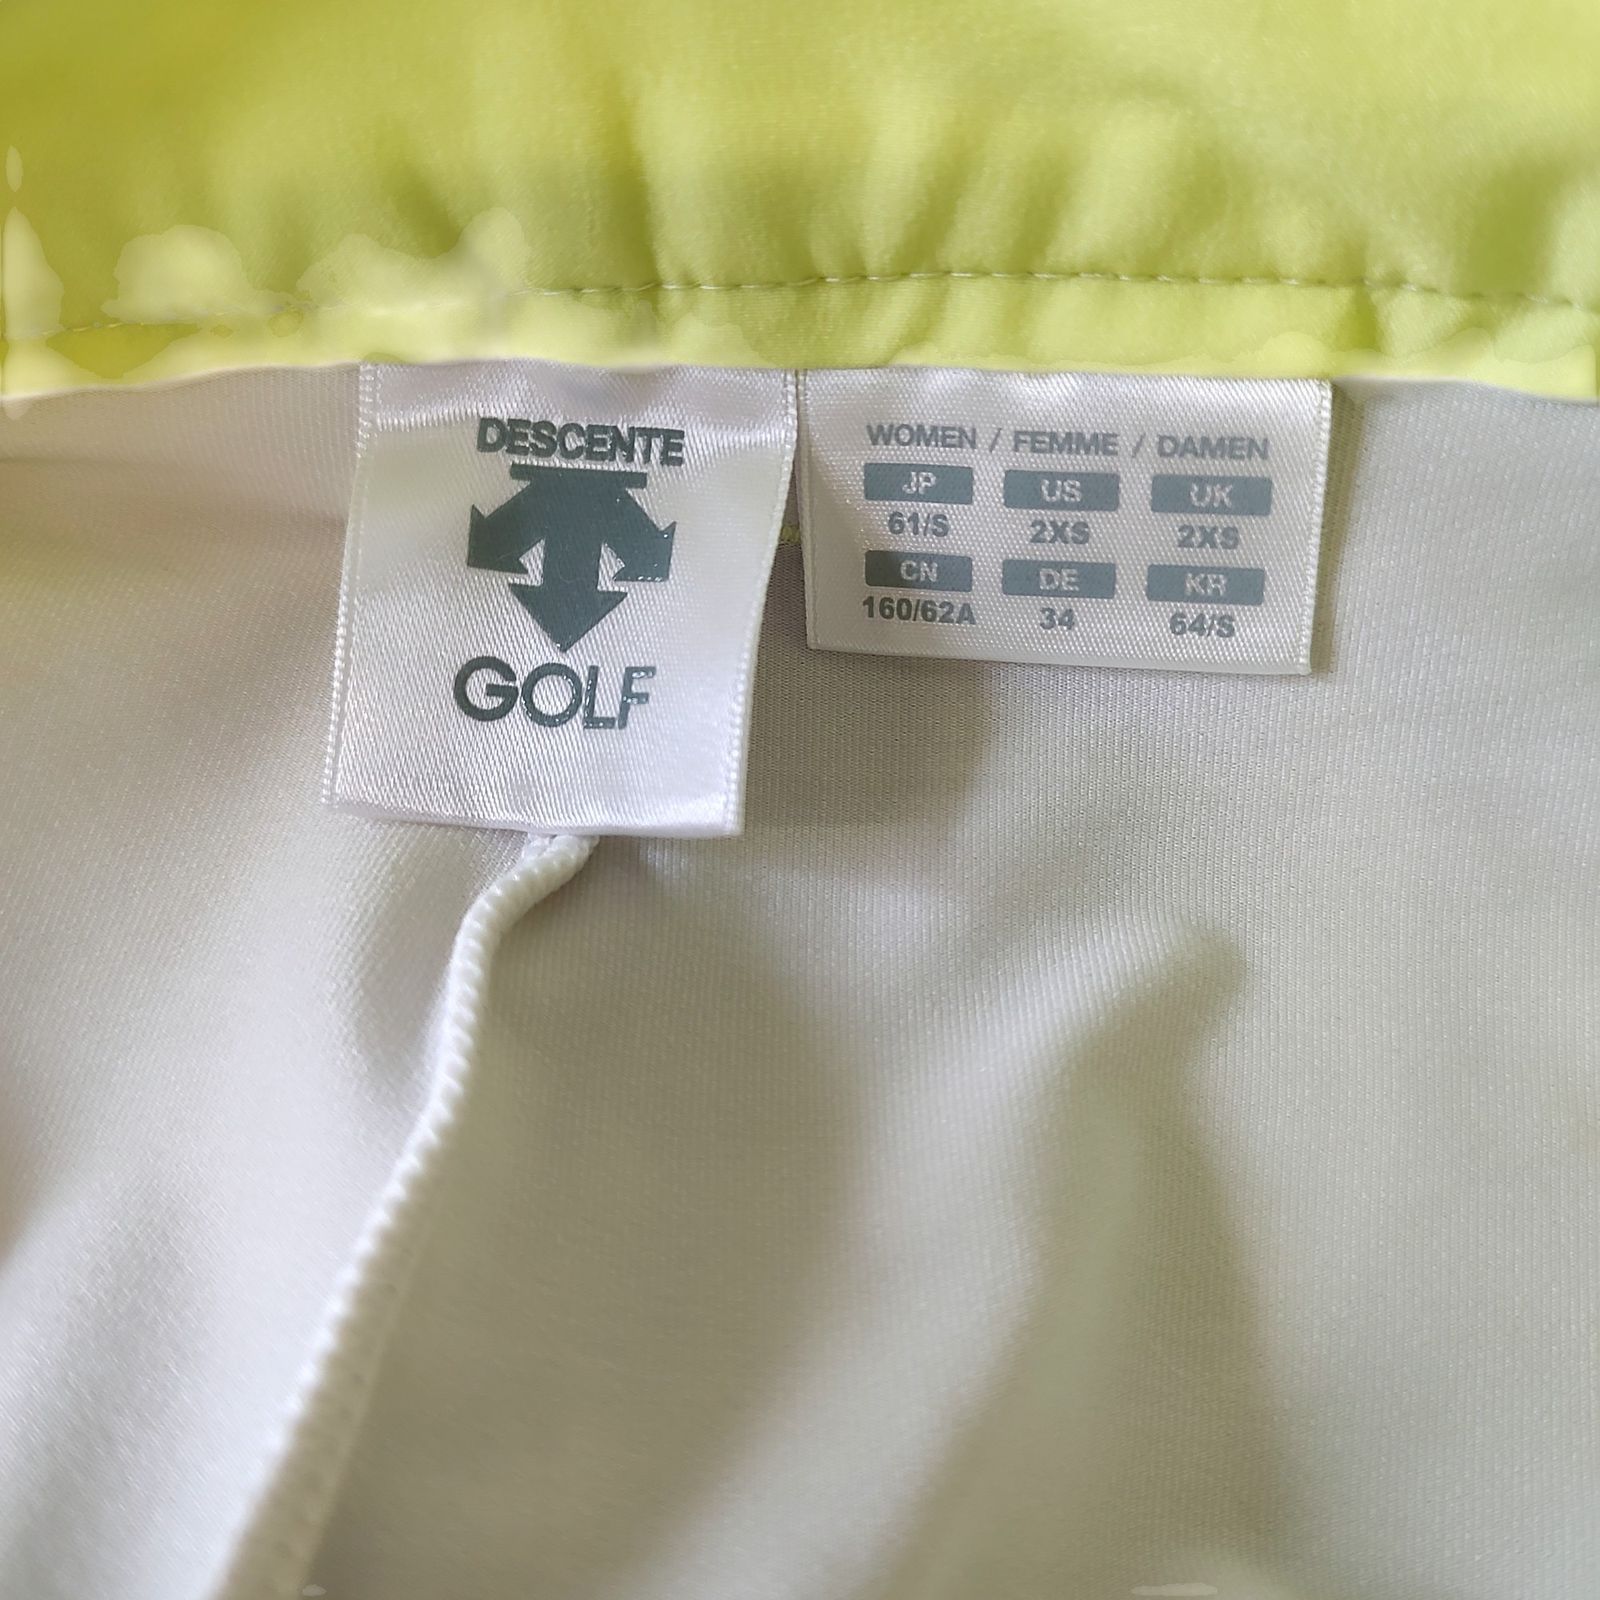 DESCENTE
GOLF
WOMEN / FEMME / DAMEN
JP US UK
61/S 2XS 2XS
CN DE KR
160/62A 34 64/S